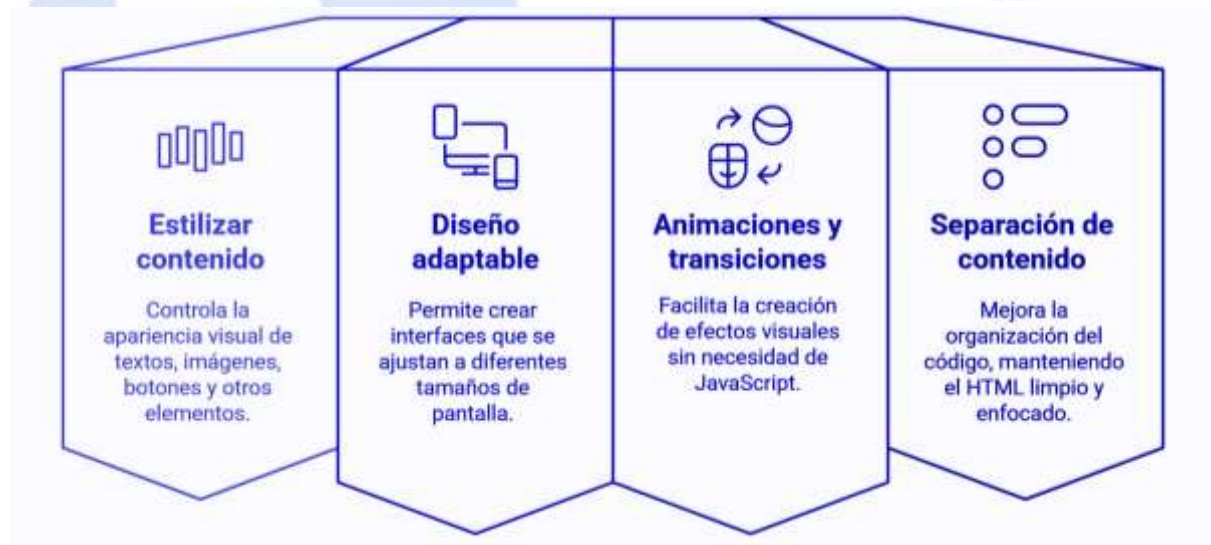 Estilizar
contenido
Controla la
apariencia visual de
textos, imágenes,
botones y otros
elementos.
Diseño
adaptable
Permite crear
interfaces que se
ajustan a diferentes
tamaños de
pantalla.
Animaciones y
transiciones
Facilita la creación
de efectos visuales
sin necesidad de
JavaScript.
Separación de
contenido
Mejora la
organización del
código, manteniendo
el HTML limpio y
enfocado.